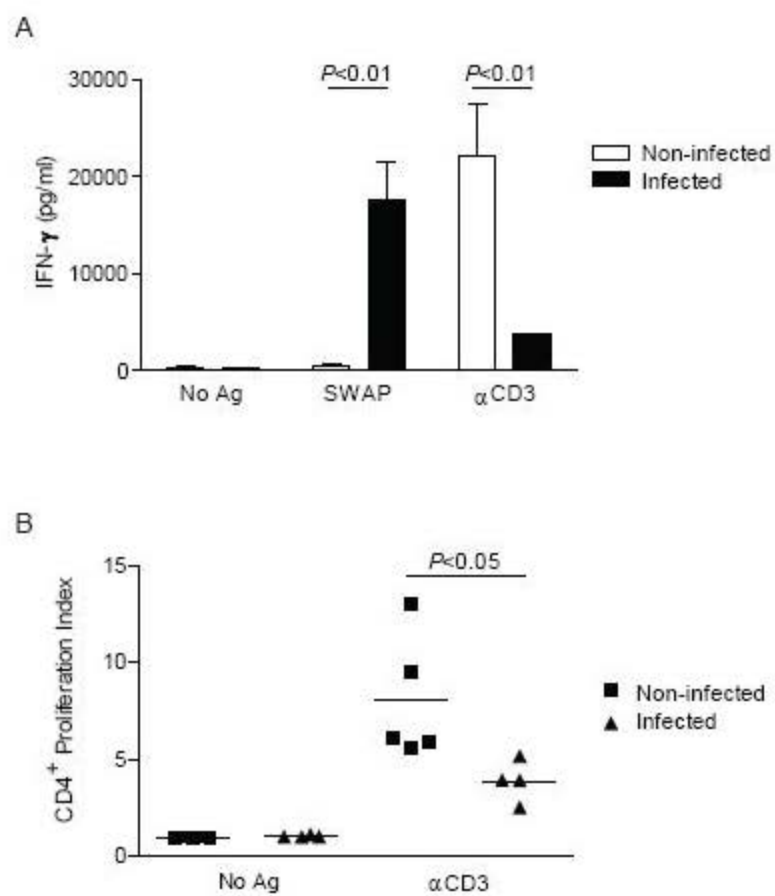 A
P<0.01 P<0.01
30000
20000
10000
0
IFN-γ (pg/ml)
Non-infected
Infected
No Ag SWAP αCD3
B
P<0.05
15
10
5
0
CD4+ Proliferation Index
Non-infected
Infected
No Ag αCD3